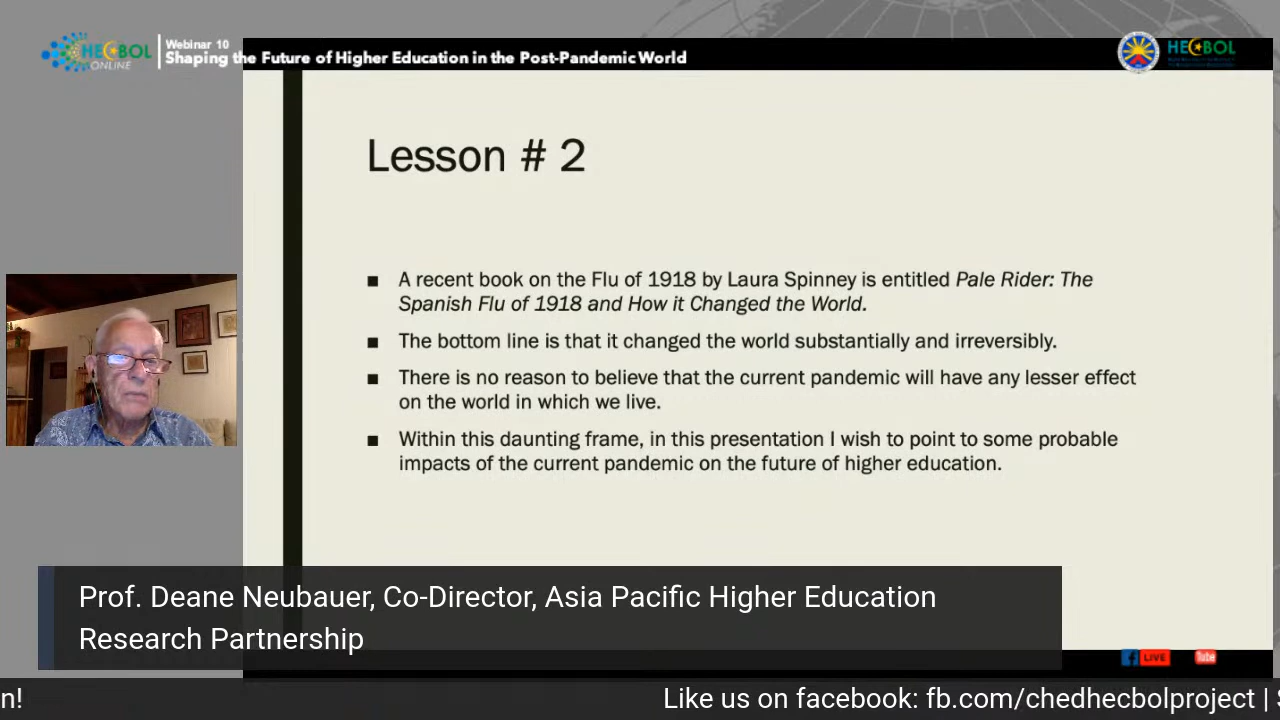 HECBOL
ONLINE
Webinar 10
Shaping the Future of Higher Education in the Post-Pandemic World
HECBOL
Lesson # 2
■ A recent book on the Flu of 1918 by Laura Spinney is entitled Pale Rider: The
Spanish Flu of 1918 and How it Changed the World.
■ The bottom line is that it changed the world substantially and irreversibly.
■ There is no reason to believe that the current pandemic will have any lesser effect
on the world in which we live.
■ Within this daunting frame, in this presentation I wish to point to some probable
impacts of the current pandemic on the future of higher education.
Prof. Deane Neubauer, Co-Director, Asia Pacific Higher Education
Research Partnership
LIVE
Tube
n!
Like us on facebook: fb.com/chedhecbolproject | S